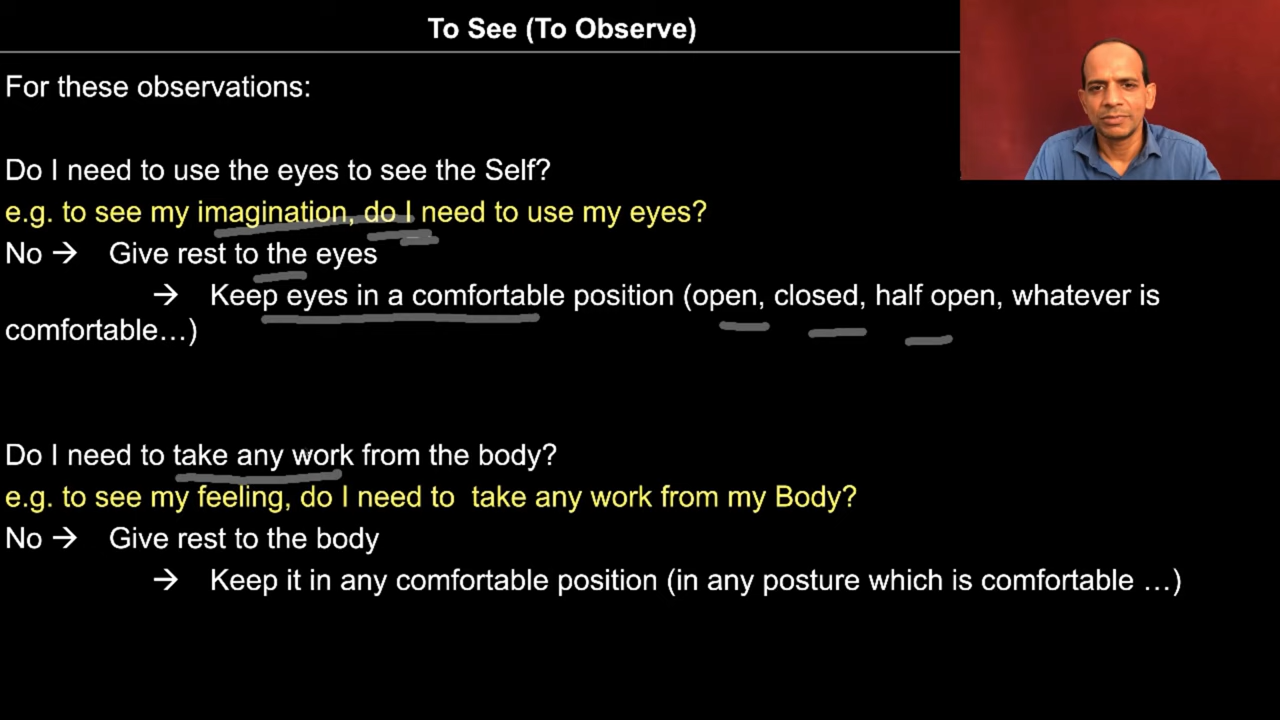 To See (To Observe)
For these observations:
Do I need to use the eyes to see the Self?
e.g. to see my imagination, do I need to use my eyes?
No → Give rest to the eyes
→ Keep eyes in a comfortable position (open, closed, half open, whatever is
comfortable…)
Do I need to take any work from the body?
e.g. to see my feeling, do I need to take any work from my Body?
No → Give rest to the body
→ Keep it in any comfortable position (in any posture which is comfortable …)